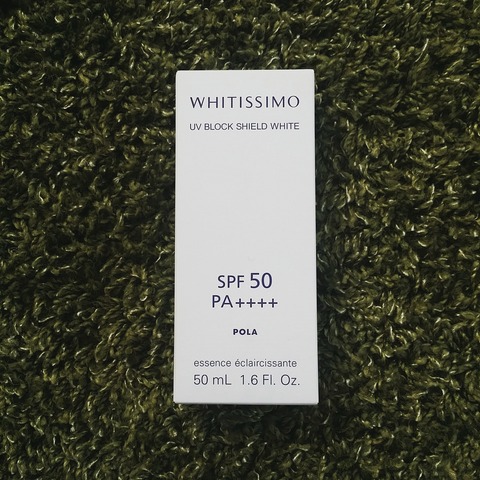 WHITISSIMO
UV BLOCK SHIELD WHITE
SPF 50
PA++++
POLA
essence éclaircissante
50 mL 1.6 Fl. Oz.